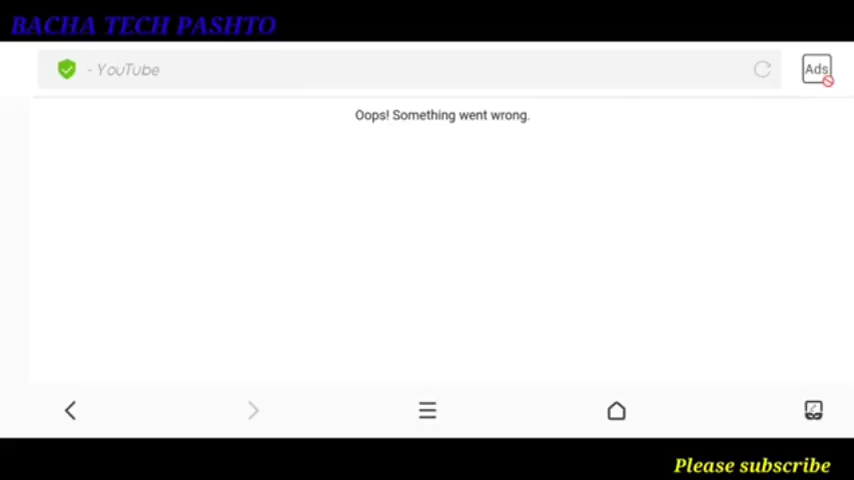 BACHA TECH PASHTO
- YouTube
Ads
Oops! Something went wrong.
Please subscribe